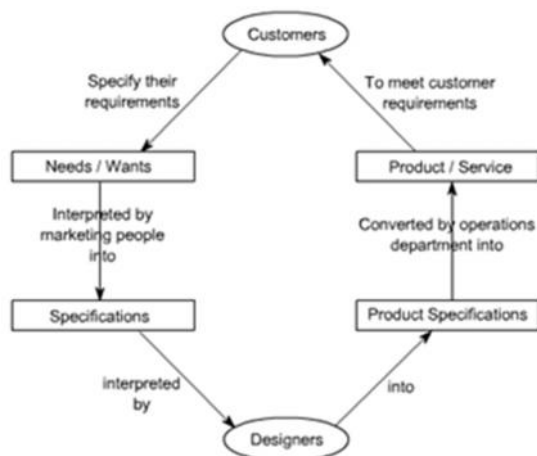 Customers
Specify their
requirements
To meet customer
requirements
Needs / Wants
Product / Service
Interpreted by
marketing people
into
Converted by operations
department into
Specifications
Product Specifications
interpreted
by
into
Designers